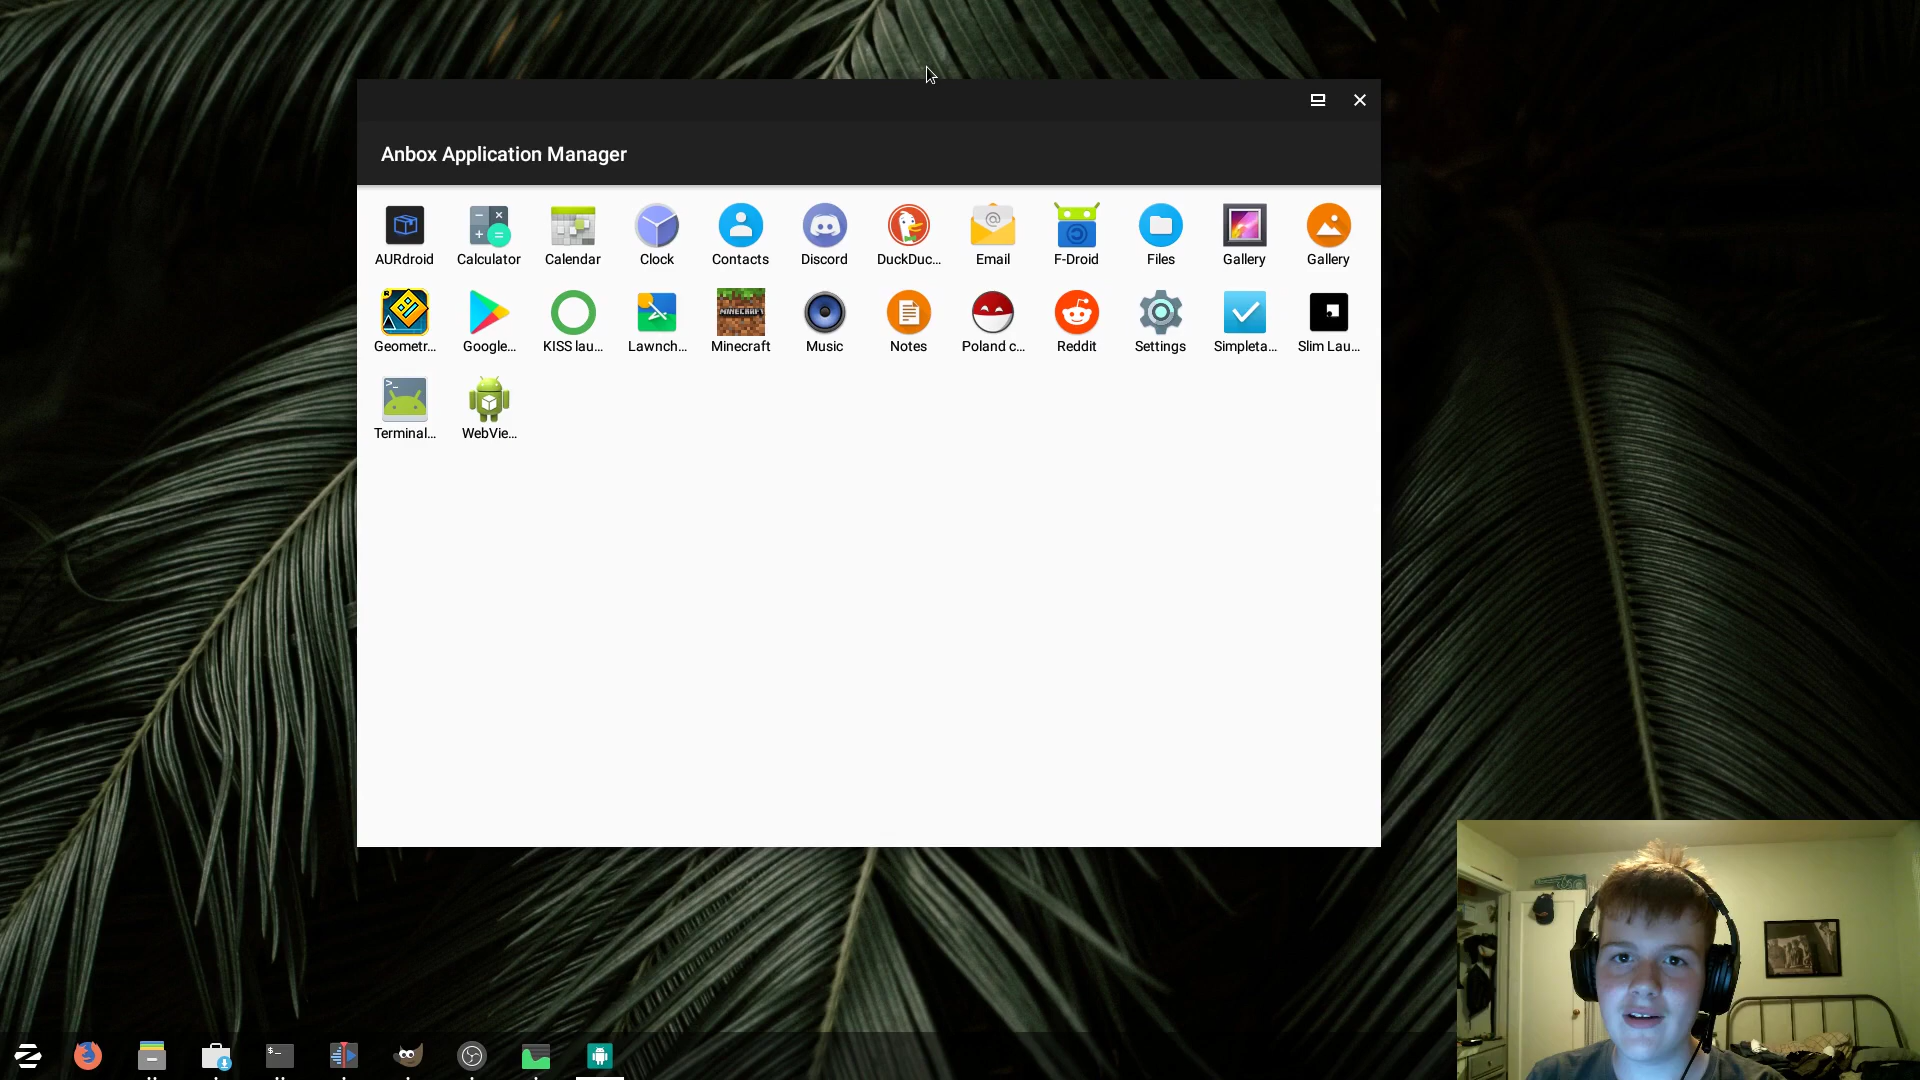 Anbox Application Manager
AURdroid Calculator Calendar Clock Contacts Discord DuckDuc... Email F-Droid Files Gallery Gallery
MINECRAFT
Geometr... Google... KISS lau... Lawnch... Minecraft Music Notes Poland c... Reddit Settings Simpleta... Slim Lau...
>_
Terminal... WebVie...
$-